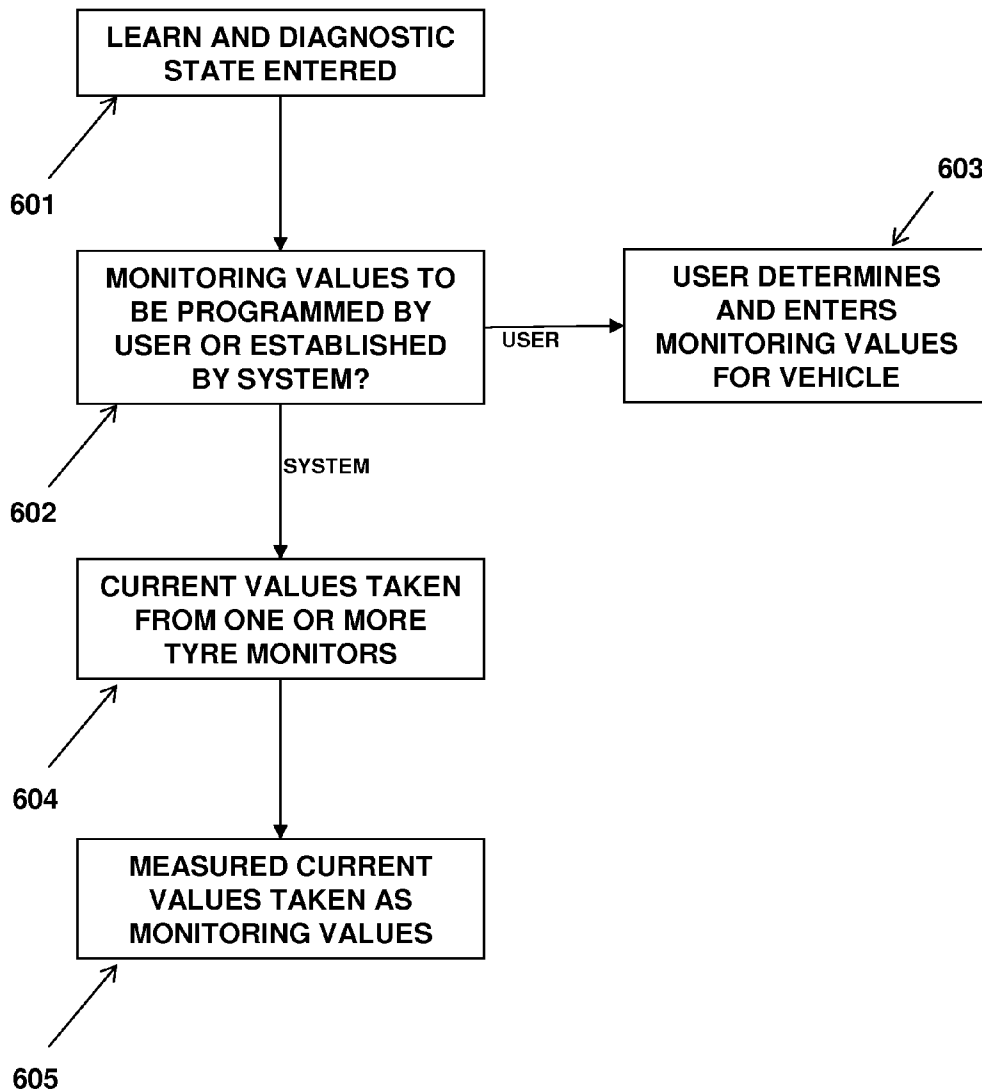 LEARN AND DIAGNOSTIC
STATE ENTERED
601
603
MONITORING VALUES TO
BE PROGRAMMED BY
USER OR ESTABLISHED
BY SYSTEM?
USER
USER DETERMINES
AND ENTERS
MONITORING VALUES
FOR VEHICLE
602
SYSTEM
CURRENT VALUES TAKEN
FROM ONE OR MORE
TYRE MONITORS
604
MEASURED CURRENT
VALUES TAKEN AS
MONITORING VALUES
605